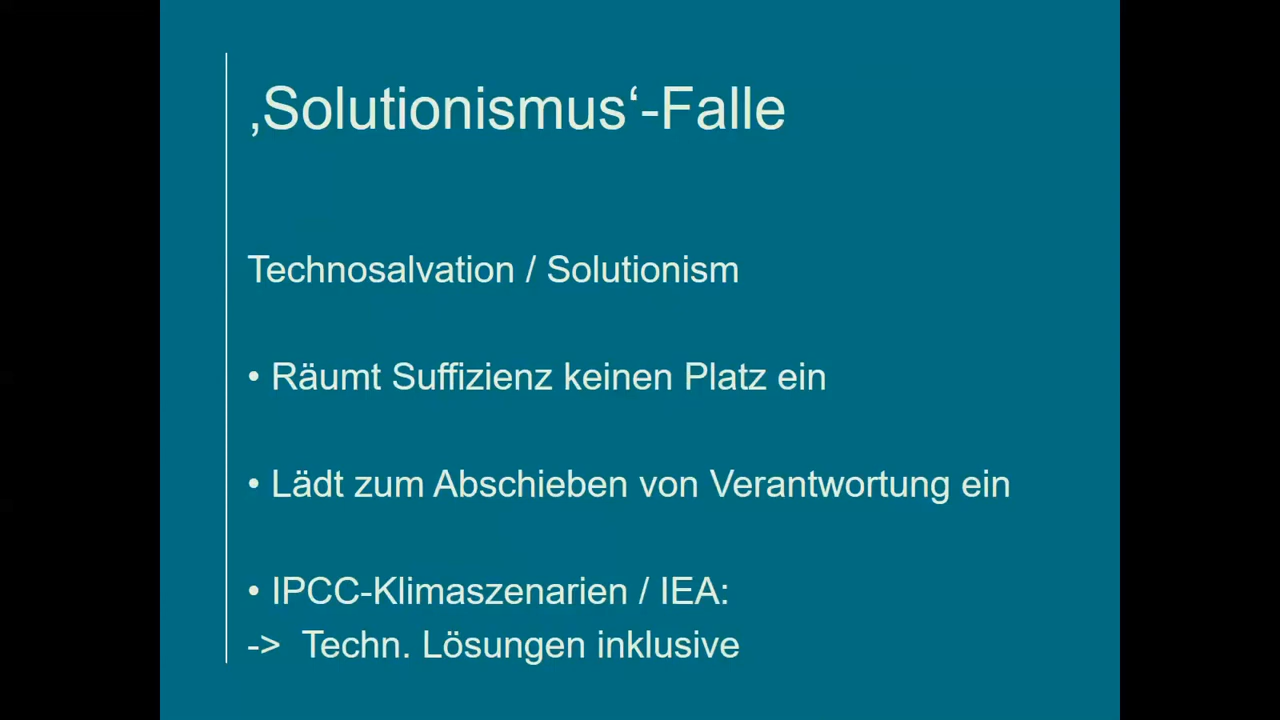 ‚Solutionismus‘-Falle
Technosalvation / Solutionism
• Räumt Suffizienz keinen Platz ein
• Lädt zum Abschieben von Verantwortung ein
• IPCC-Klimaszenarien / IEA:
-> Techn. Lösungen inklusive